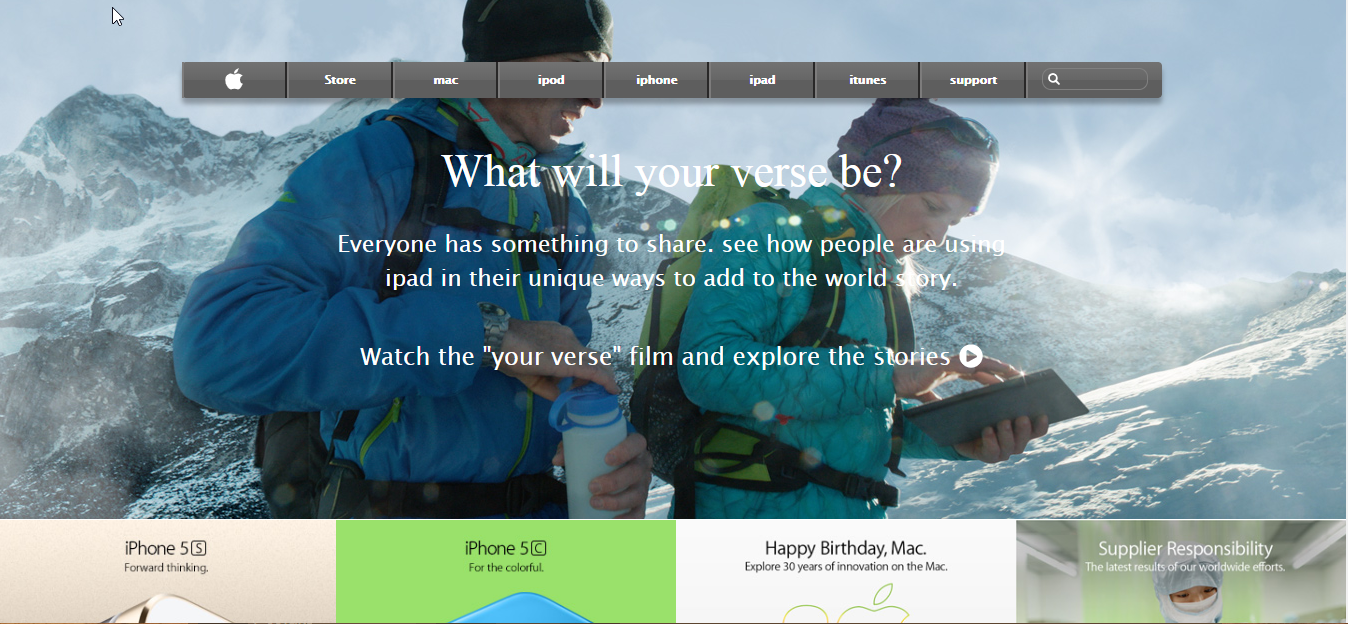 Store mac ipod iphone ipad itunes support
What will your verse be?
Everyone has something to share. see how people are using
ipad in their unique ways to add to the world story.
Watch the "your verse" film and explore the stories
iPhone 5S
Forward thinking.
iPhone 5C
For the colorful.
Happy Birthday, Mac.
Explore 30 years of innovation on the Mac.
Supplier Responsibility
The latest results of our worldwide efforts.